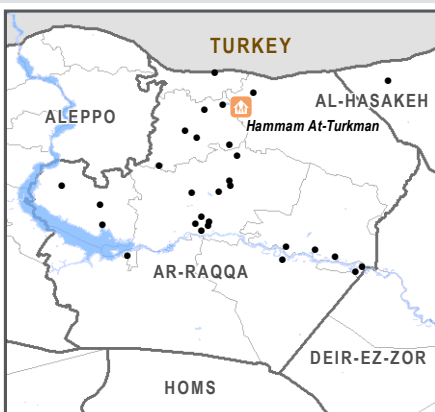 TURKEY
AL-HASAKEH
ALEPPO
Hammam At-Turkman
AR-RAQQA
DEIR-EZ-ZOR
HOMS